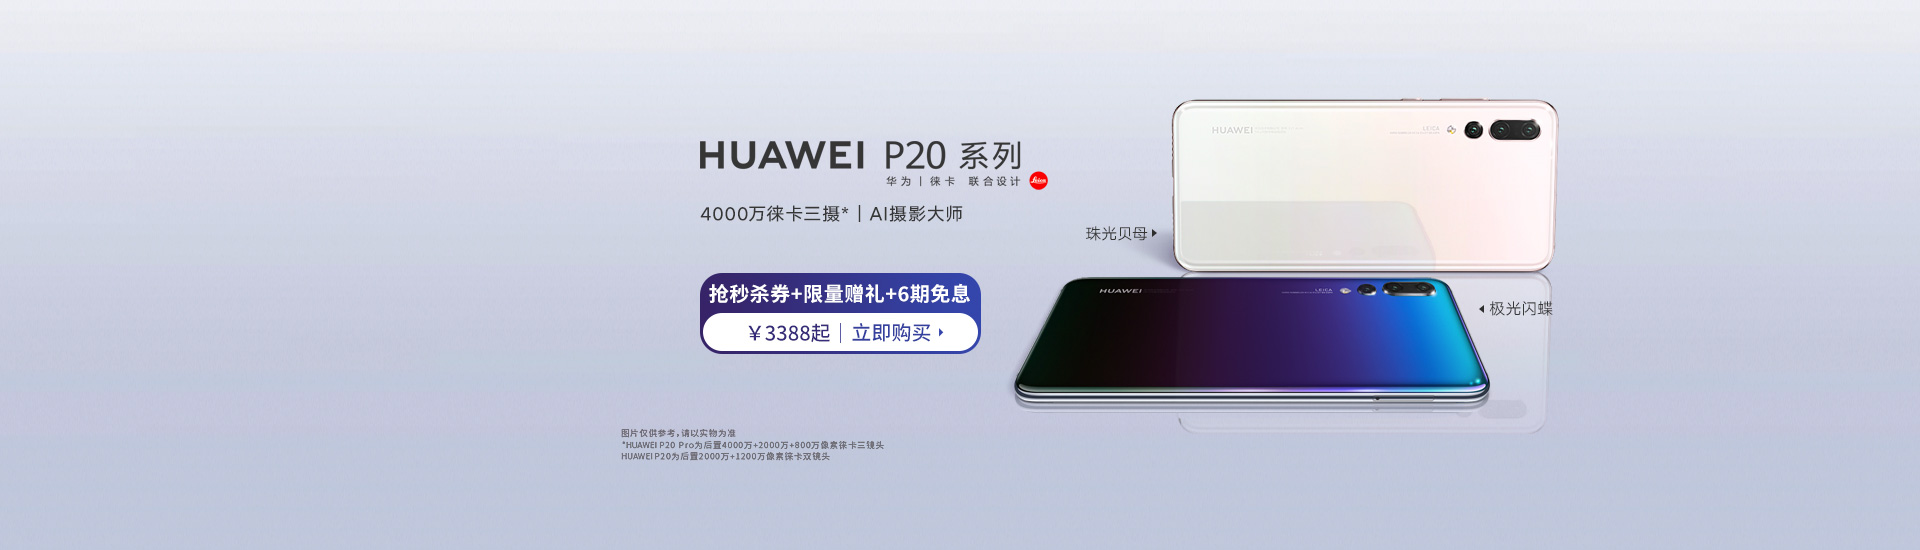 HUAWEI P20 系列
华为 | 徕卡 联合设计 Leica
4000万徕卡三摄* | AI摄影大师
抢秒杀券+限量赠礼+6期免息
￥3388起 | 立即购买
珠光贝母
极光闪蝶
HUAWEI
LEICA
HUAWEI
LEICA
图片仅供参考，请以实物为准
*HUAWEI P20 Pro为后置4000万+2000万+800万像素徕卡三镜头
HUAWEI P20为后置2000万+1200万像素徕卡双镜头